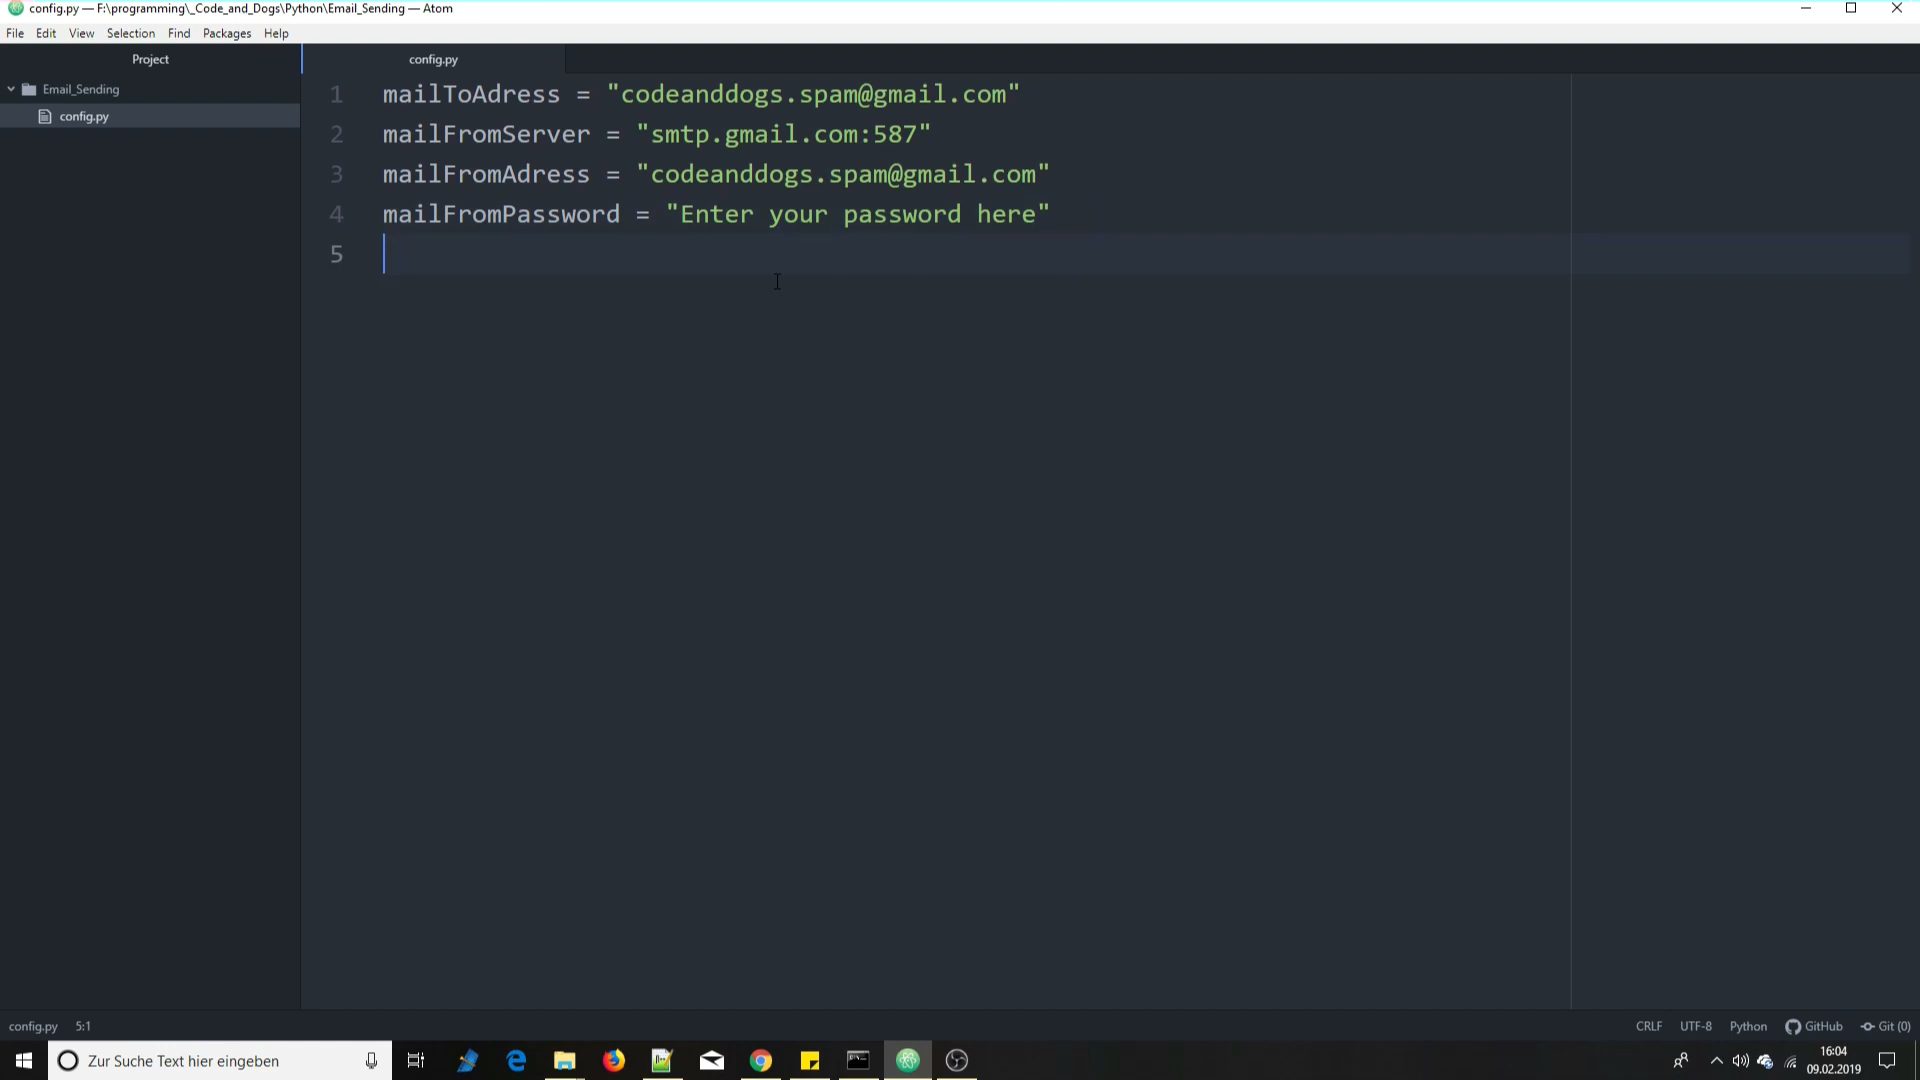 config.py — F:\programming\_Code_and_Dogs\Python\Email_Sending — Atom
File Edit View Selection Find Packages Help
Project
config.py
Email_Sending
config.py
1 mailToAdress = "codeanddogs.spam@gmail.com"
2 mailFromServer = "smtp.gmail.com:587"
3 mailFromAdress = "codeanddogs.spam@gmail.com"
4 mailFromPassword = "Enter your password here"
5
config.py 5:1 CRLF UTF-8 Python GitHub Git (0)
Zur Suche Text hier eingeben
16:04
09.02.2019